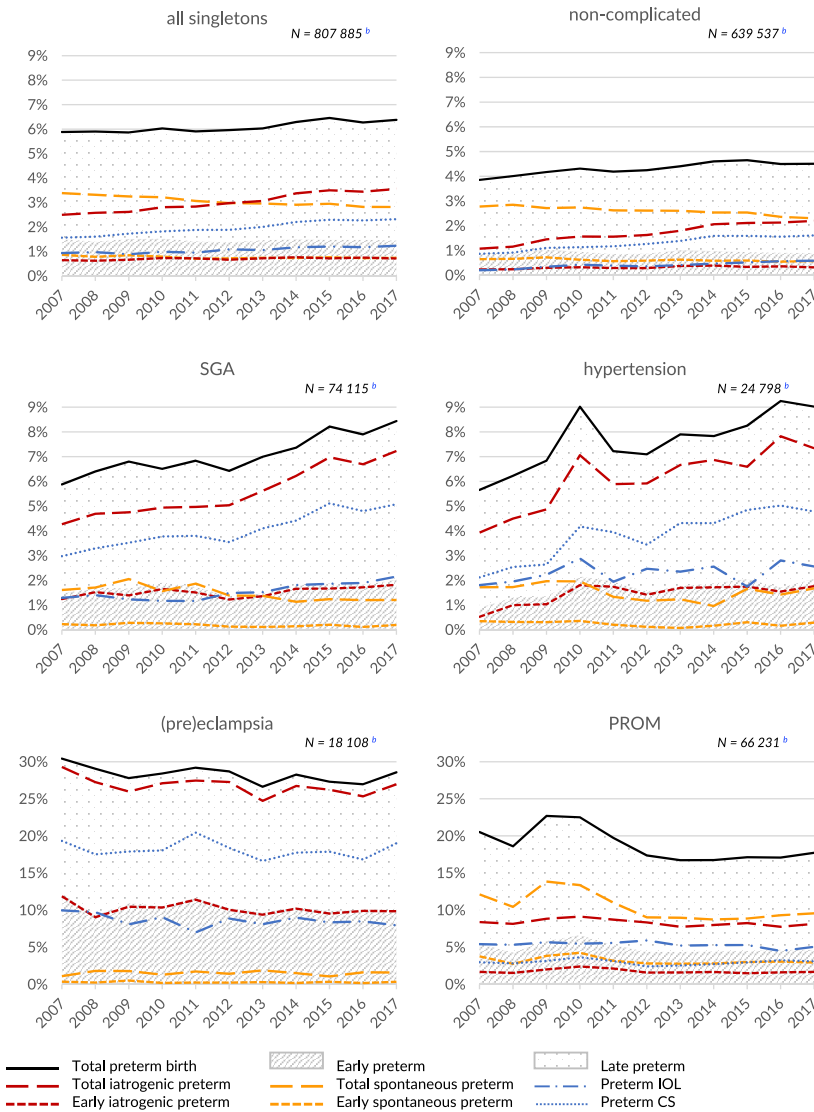 all singletons
N = 807 885 b
9%
8%
7%
6%
5%
4%
3%
2%
1%
0%
2007 2008 2009 2010 2011 2012 2013 2014 2015 2016 2017
non-complicated
N = 639 537 b
9%
8%
7%
6%
5%
4%
3%
2%
1%
0%
2007 2008 2009 2010 2011 2012 2013 2014 2015 2016 2017
SGA
N = 74 115 b
9%
8%
7%
6%
5%
4%
3%
2%
1%
0%
2007 2008 2009 2010 2011 2012 2013 2014 2015 2016 2017
hypertension
N = 24 798 b
9%
8%
7%
6%
5%
4%
3%
2%
1%
0%
2007 2008 2009 2010 2011 2012 2013 2014 2015 2016 2017
(pre)eclampsia
N = 18 108 b
30%
25%
20%
15%
10%
5%
0%
2007 2008 2009 2010 2011 2012 2013 2014 2015 2016 2017
PROM
N = 66 231 b
30%
25%
20%
15%
10%
5%
0%
2007 2008 2009 2010 2011 2012 2013 2014 2015 2016 2017
Total preterm birth
Early preterm
Late preterm
Total iatrogenic preterm
Total spontaneous preterm
Preterm IOL
Early iatrogenic preterm
Early spontaneous preterm
Preterm CS